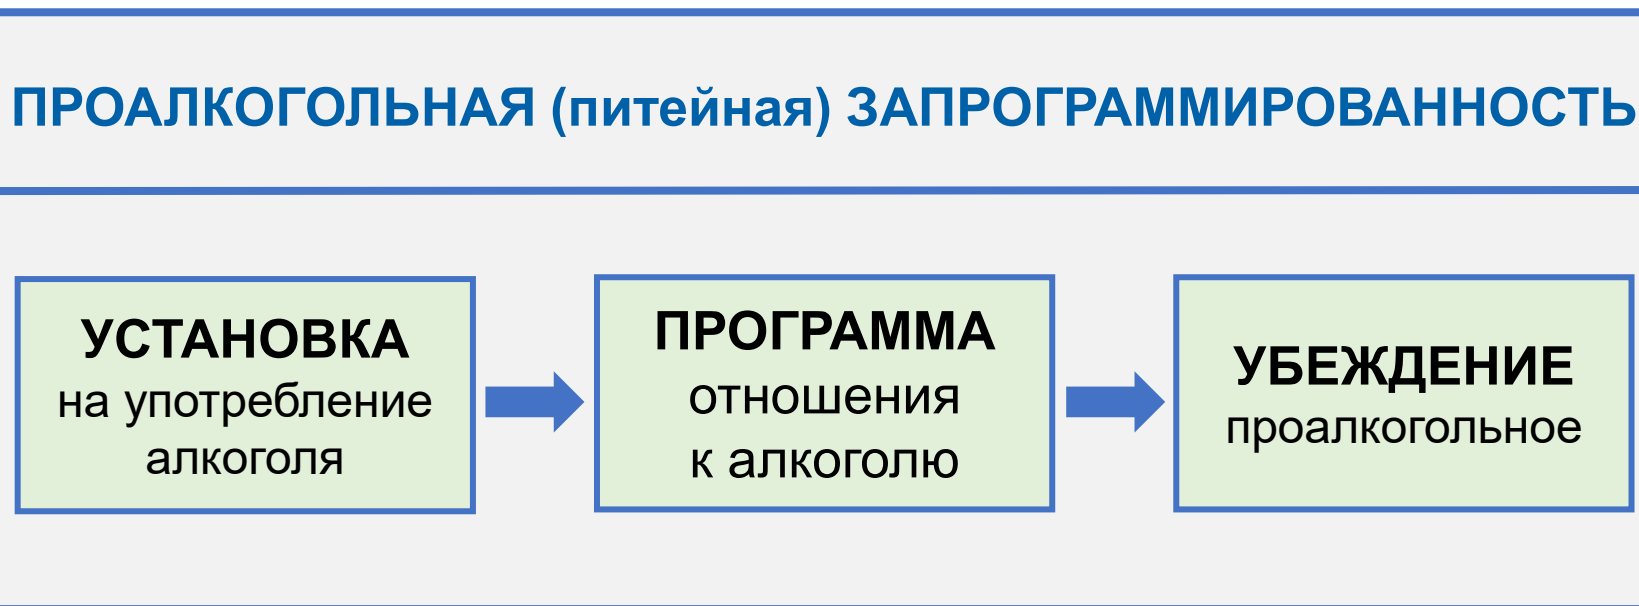 ПРОАЛКОГОЛЬНАЯ (питейная) ЗАПРОГРАММИРОВАННОСТЬ
УСТАНОВКА
на употребление
алкоголя
ПРОГРАММА
отношения
к алкоголю
УБЕЖДЕНИЕ
проалкогольное